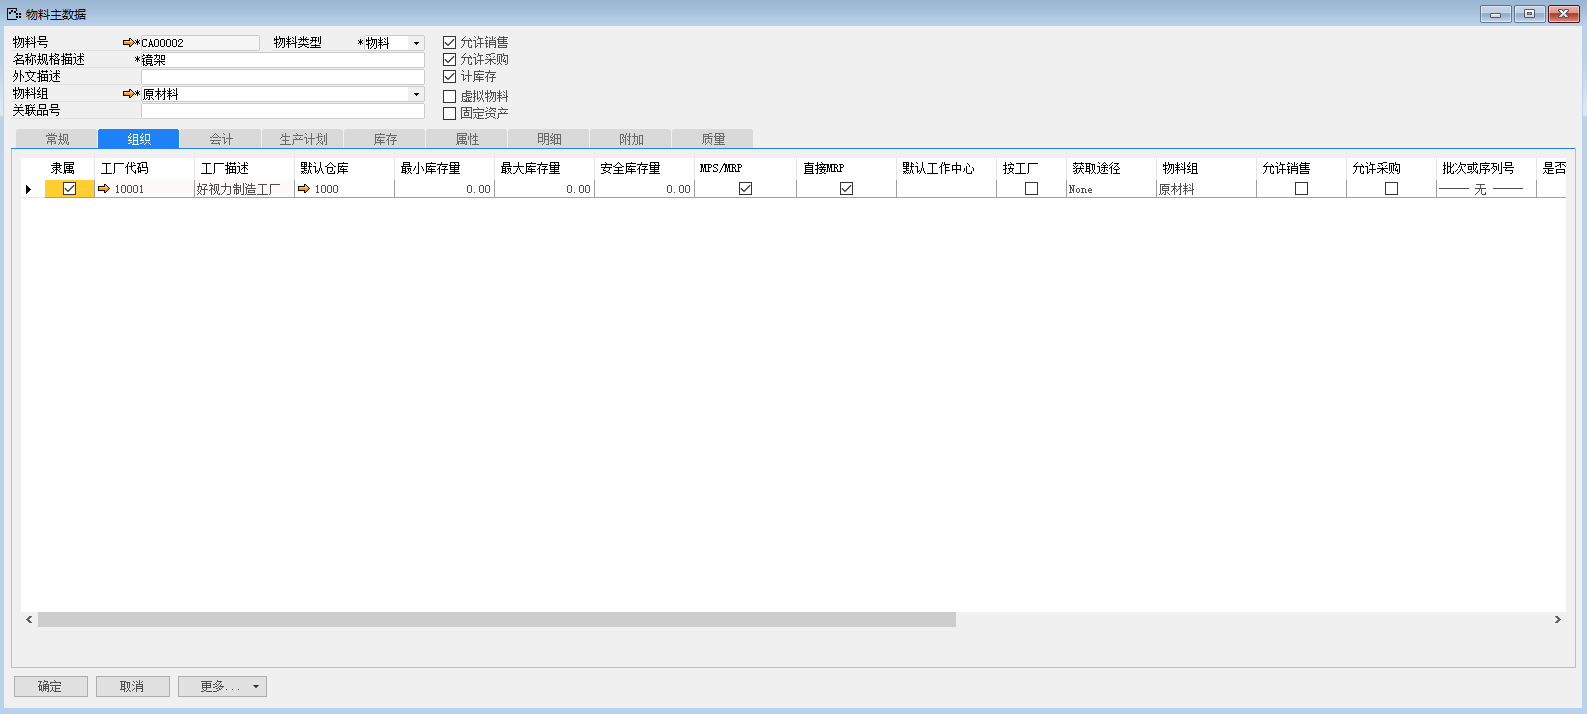 物料主数据
物料号 *CA00002 物料类型 *物料 允许销售
名称规格描述 *镜架 允许采购
外文描述 计库存
物料组 *原材料 虚拟物料
关联品号 固定资产
常规 组织 会计 生产计划 库存 属性 明细 附加 质量
隶属 工厂代码 工厂描述 默认仓库 最小库存量 最大库存量 安全库存量 MPS/MRP 直接MRP 默认工作中心 按工厂 获取途径 物料组 允许销售 允许采购 批次或序列号 是否
10001 好视力制造工厂 1000 0.00 0.00 0.00 None 原材料 —— 无 ——
确定 取消 更多...